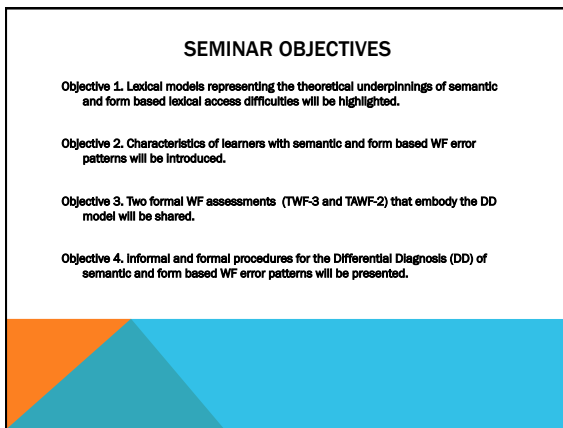 SEMINAR OBJECTIVES
Objective 1. Lexical models representing the theoretical underpinnings of semantic
and form based lexical access difficulties will be highlighted.
Objective 2. Characteristics of learners with semantic and form based WF error
patterns will be introduced.
Objective 3. Two formal WF assessments (TWF-3 and TAWF-2) that embody the DD
model will be shared.
Objective 4. Informal and formal procedures for the Differential Diagnosis (DD) of
semantic and form based WF error patterns will be presented.